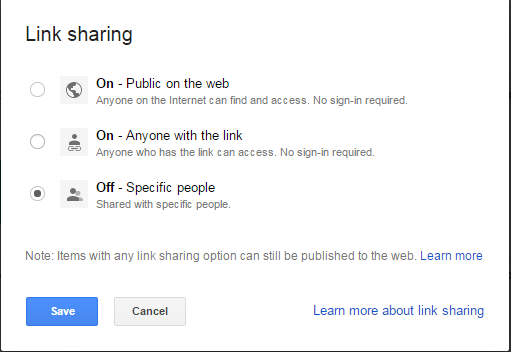 Link sharing
On - Public on the web
Anyone on the Internet can find and access. No sign-in required.
On - Anyone with the link
Anyone who has the link can access. No sign-in required.
Off - Specific people
Shared with specific people.
Note: Items with any link sharing option can still be published to the web. Learn more
Save Cancel Learn more about link sharing